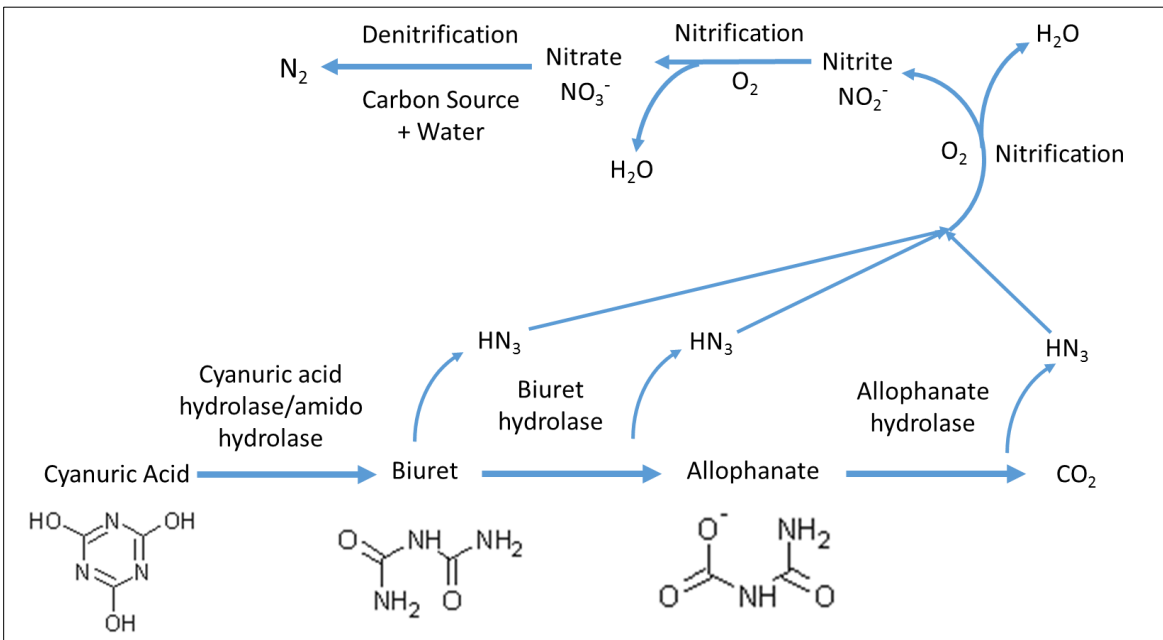 Denitrification
N₂
Carbon Source
+ Water
Nitrate
NO₃⁻
Nitrification
O₂
H₂O
Nitrite
NO₂⁻
H₂O
O₂
Nitrification
HN₃
HN₃
HN₃
Cyanuric acid
hydrolase/amido
hydrolase
Biuret
hydrolase
Allophanate
hydrolase
Cyanuric Acid
Biuret
Allophanate
CO₂
HO
N
OH
N
N
OH
O
NH
NH₂
NH₂
O
O⁻
NH₂
O
NH
O